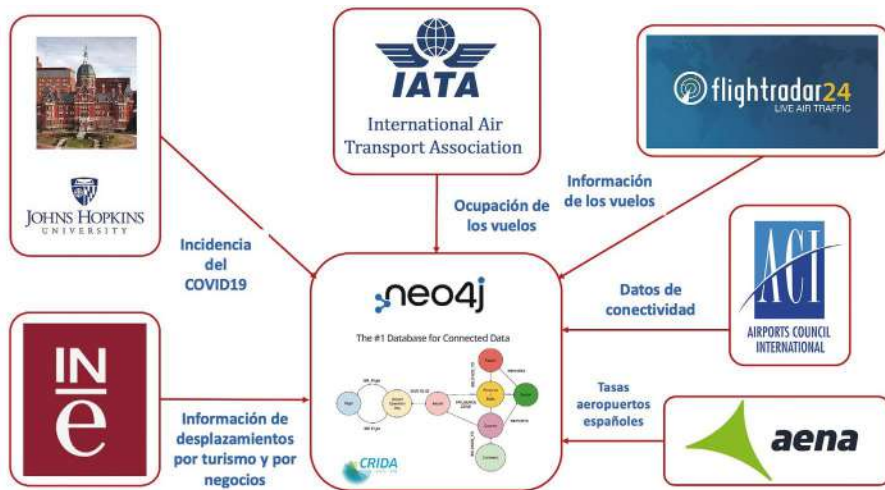 IATA
International Air
Transport Association
flightradar24
LIVE AIR TRAFFIC
JOHNS HOPKINS
UNIVERSITY
Incidencia
del
COVID19
Ocupación de
los vuelos
Información
de los vuelos
ACI
AIRPORTS COUNCIL
INTERNATIONAL
Datos de
conectividad
neo4j
The #1 Database for Connected Data
CRIDA
IN
e
Información de
desplazamientos
por turismo y por
negocios
Tasas
aeropuertos
españoles
aena